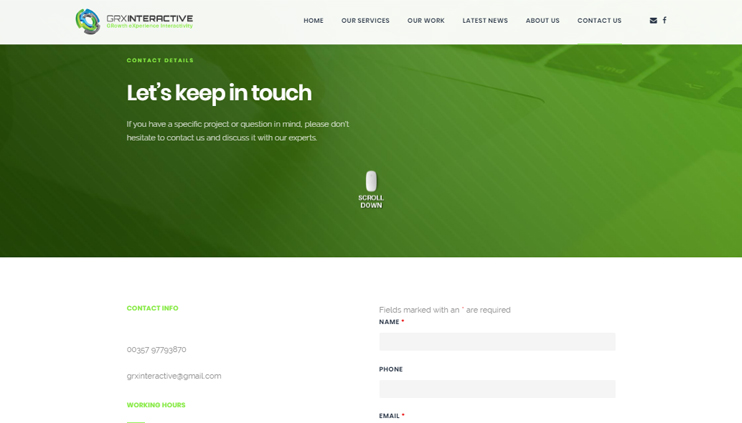 GRXINTERACTIVE
GRowth eXperience Interactivity
HOME
OUR SERVICES
OUR WORK
LATEST NEWS
ABOUT US
CONTACT US
CONTACT DETAILS
Let's keep in touch
If you have a specific project or question in mind, please don't
hesitate to contact us and discuss it with our experts.
SCROLL
DOWN
CONTACT INFO
00357 97793870
grxinteractive@gmail.com
WORKING HOURS
Fields marked with an * are required
NAME *
PHONE
EMAIL *